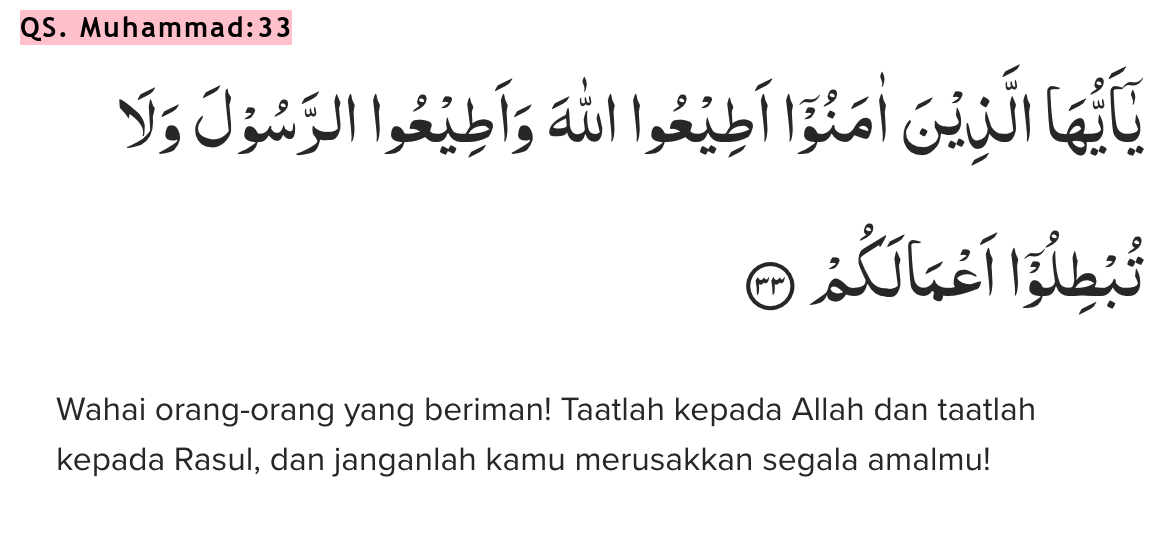 QS. Muhammad:33
يٰٓاَيُّهَا الَّذِيْنَ اٰمَنُوْٓا اَطِيْعُوا اللّٰهَ وَاَطِيْعُوا الرَّسُوْلَ وَلَا
تُبْطِلُوْٓا اَعْمَالَكُمْ ٣٣
Wahai orang-orang yang beriman! Taatlah kepada Allah dan taatlah
kepada Rasul, dan janganlah kamu merusakkan segala amalmu!